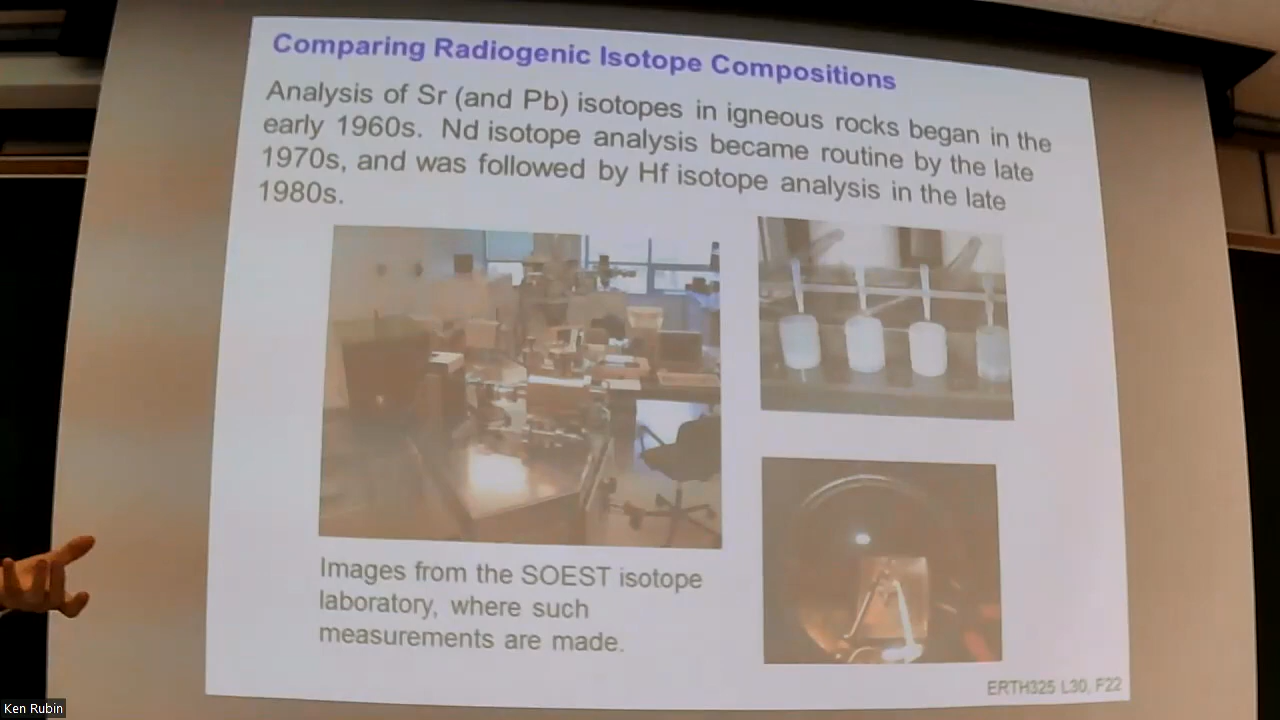 Comparing Radiogenic Isotope Compositions
Analysis of Sr (and Pb) isotopes in igneous rocks began in the
early 1960s. Nd isotope analysis became routine by the late
1970s, and was followed by Hf isotope analysis in the late
1980s.
Images from the SOEST isotope
laboratory, where such
measurements are made.
ERTH325 L30, F22
Ken Rubin